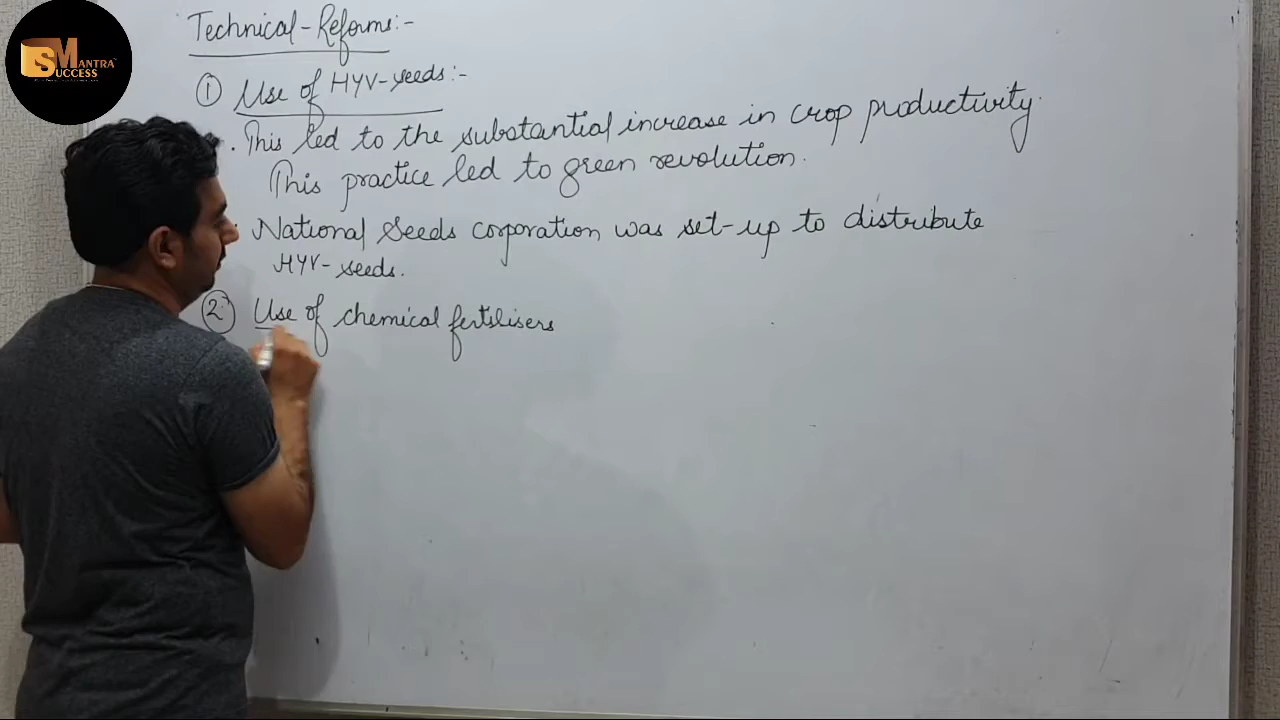 SMANTRA
SUCCESS
Technical-Reforms:-
① Use of HYV-seeds:-
. This led to the substantial increase in crop productivity.
This practice led to green revolution.
. National Seeds corporation was set-up to distribute
HYV-seeds.
② Use of chemical fertilisers